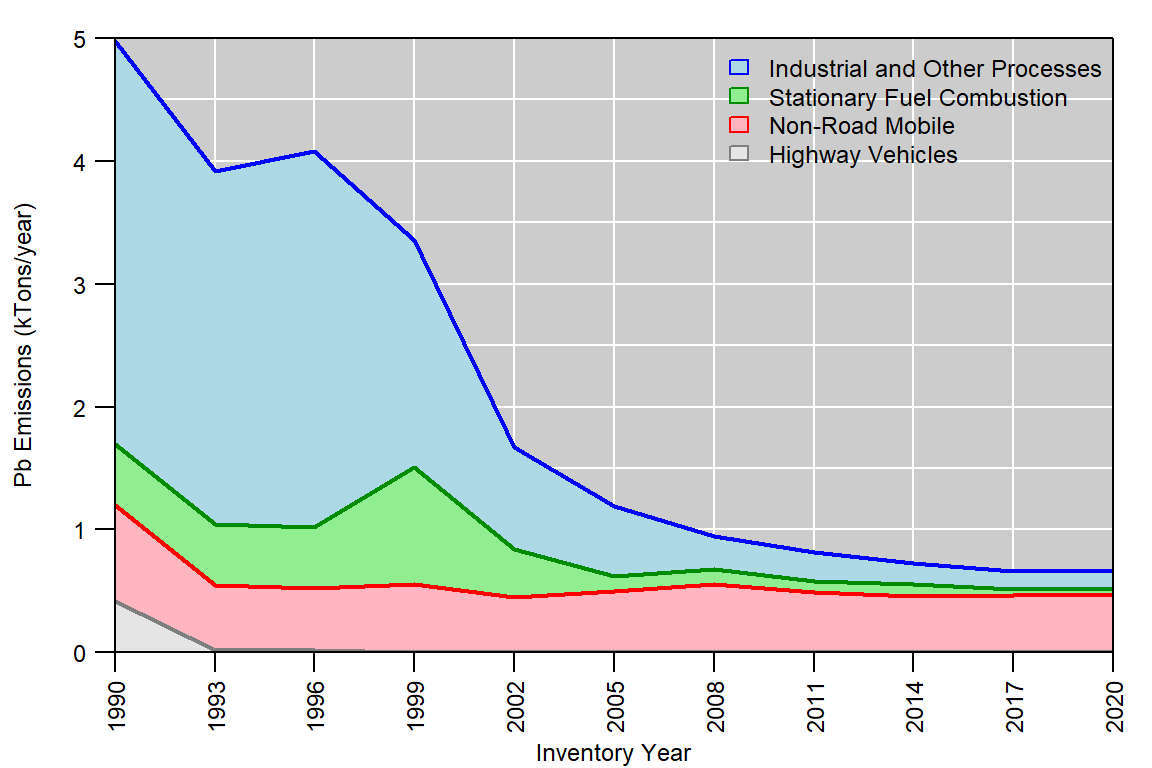 5
4
3
2
1
0
Pb Emissions (kTons/year)
Industrial and Other Processes
Stationary Fuel Combustion
Non-Road Mobile
Highway Vehicles
1990 1993 1996 1999 2002 2005 2008 2011 2014 2017 2020
Inventory Year